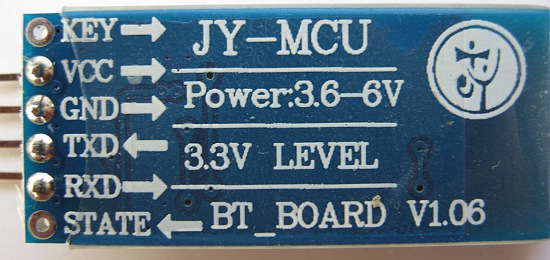 KEY
VCC
GND
TXD
RXD
STATE
JY-MCU
Power:3.6-6V
3.3V LEVEL
BT_BOARD V1.06